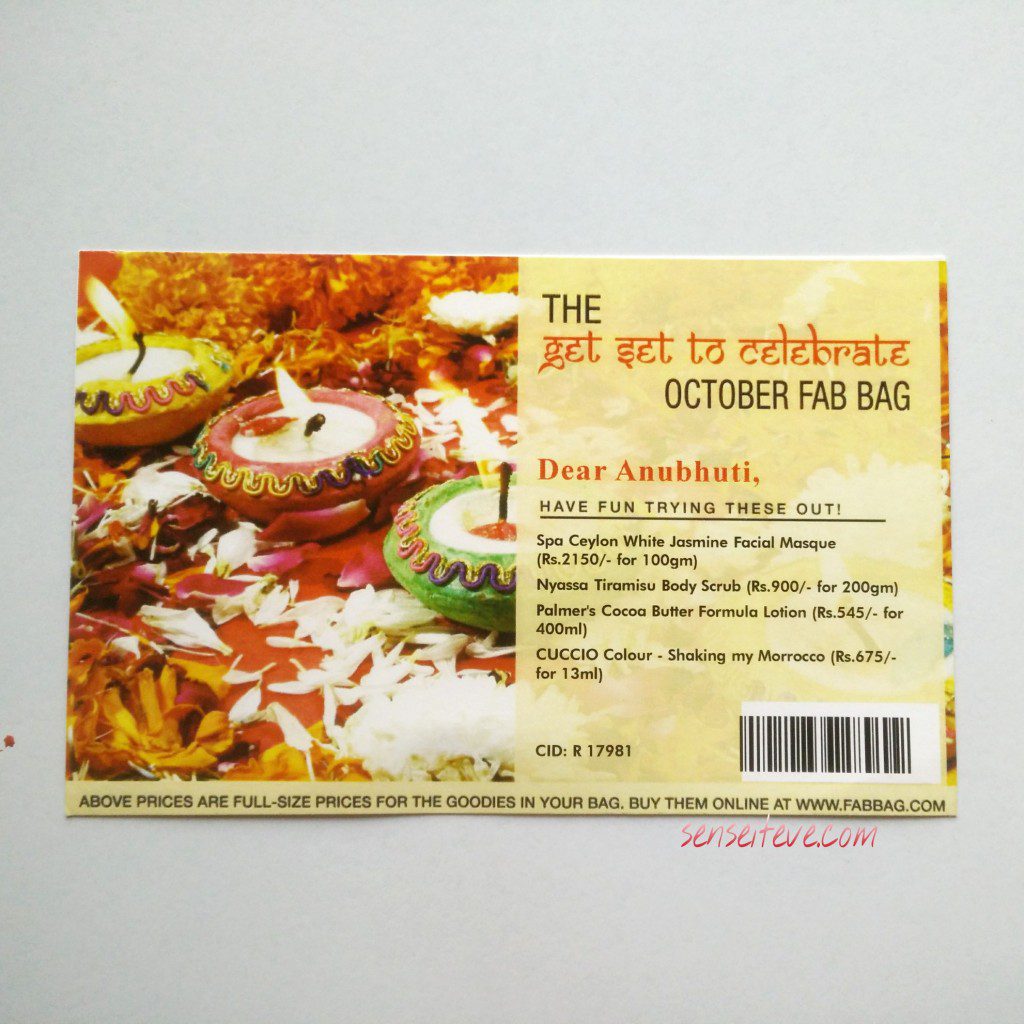 THE
get set to celebrate
OCTOBER FAB BAG
Dear Anubhuti,
HAVE FUN TRYING THESE OUT!
Spa Ceylon White Jasmine Facial Masque
(Rs.2150/- for 100gm)
Nyassa Tiramisu Body Scrub (Rs.900/- for 200gm)
Palmer's Cocoa Butter Formula Lotion (Rs.545/- for
400ml)
CUCCIO Colour - Shaking my Morrocco (Rs.675/-
for 13ml)
CID: R 17981
ABOVE PRICES ARE FULL-SIZE PRICES FOR THE GOODIES IN YOUR BAG. BUY THEM ONLINE AT WWW.FABBAG.COM
senseiteve.com